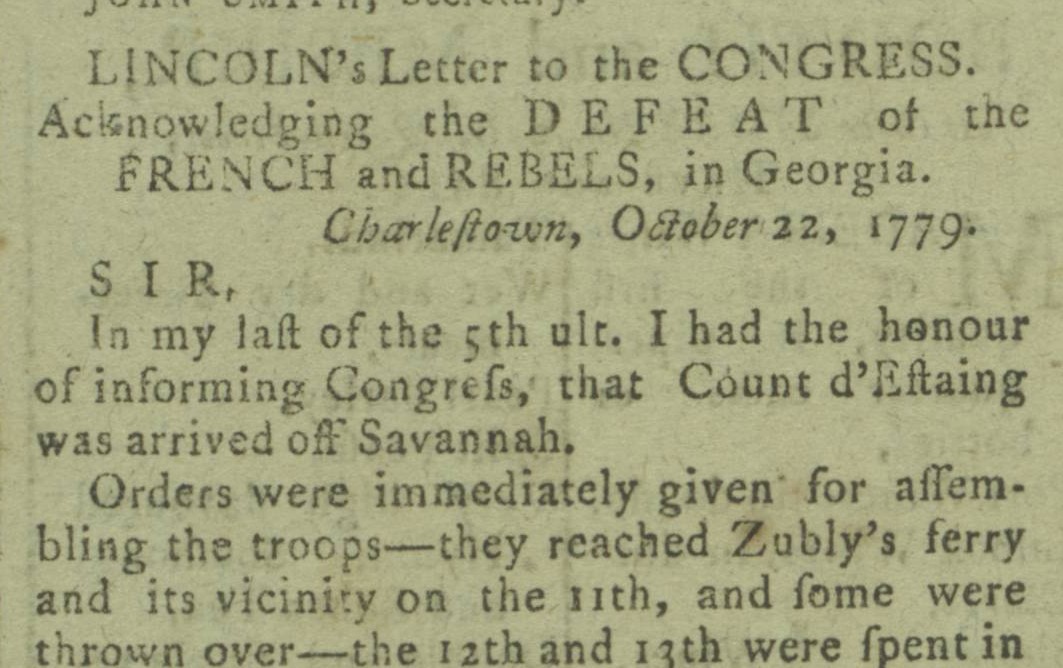 JOHN SMITH, Secretary.
LINCOLN's Letter to the CONGRESS.
Acknowledging the DEFEAT of the
FRENCH and REBELS, in Georgia.
Charleſtown, October 22, 1779.
SIR,
In my laſt of the 5th ult. I had the honour
of informing Congreſs, that Count d'Eſtaing
was arrived off Savannah.
Orders were immediately given for aſſem-
bling the troops—they reached Zubly's ferry
and its vicinity on the 11th, and ſome were
thrown over—the 12th and 13th were ſpent in